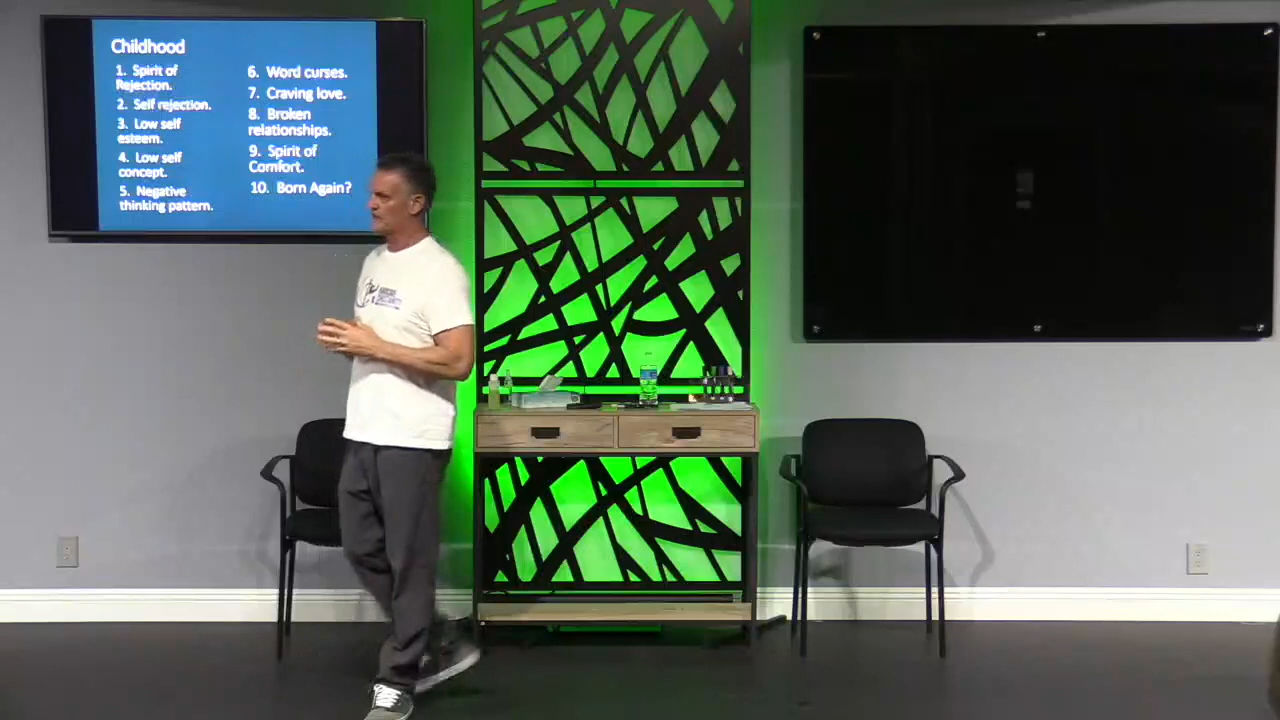 Childhood
1. Spirit of
Rejection.
2. Self rejection.
3. Low self
esteem.
4. Low self
concept.
5. Negative
thinking pattern.
6. Word curses.
7. Craving love.
8. Broken
relationships.
9. Spirit of
Comfort.
10. Born Again?